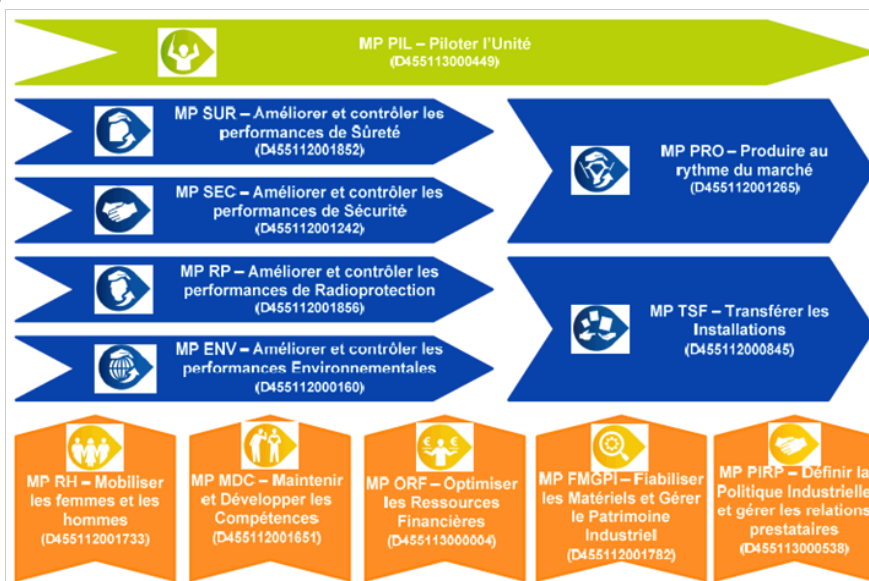 MP PIL – Piloter l'Unité
(D455113000449)
MP SUR – Améliorer et contrôler les
performances de Sûreté
(D455112001852)
MP SEC – Améliorer et contrôler les
performances de Sécurité
(D455112001242)
MP RP – Améliorer et contrôler les
performances de Radioprotection
(D455112001856)
MP ENV – Améliorer et contrôler les
performances Environnementales
(D455112000160)
MP PRO – Produire au
rythme du marché
(D455112001265)
MP TSF – Transférer les
Installations
(D455112000845)
MP RH – Mobiliser
les femmes et les
hommes
(D455112001733)
MP MDC – Maintenir
et Développer les
Compétences
(D455112001651)
€ €
MP ORF – Optimiser
les Ressources
Financières
(D455113000004)
MP FMGPI – Fiabiliser
les Matériels et Gérer
le Patrimoine
Industriel
(D455112001782)
MP PIRP – Définir la
Politique Industrielle
et gérer les relations
prestataires
(D455113000538)